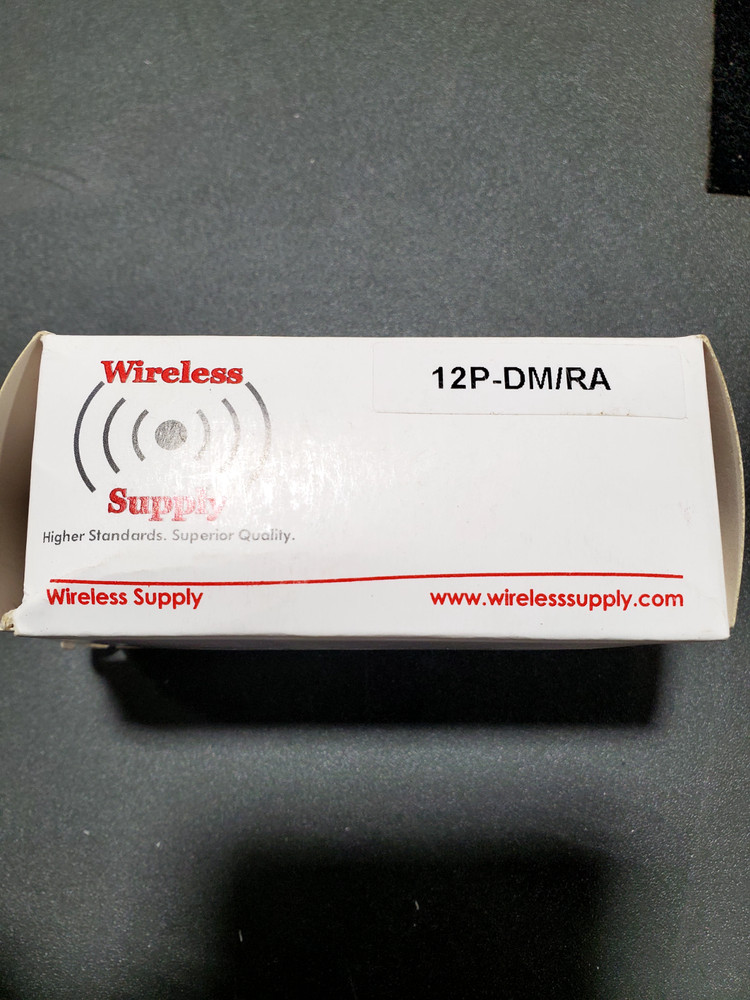 Wireless
Supply
Higher Standards. Superior Quality.
12P-DM/RA
Wireless Supply
www.wirelesssupply.com